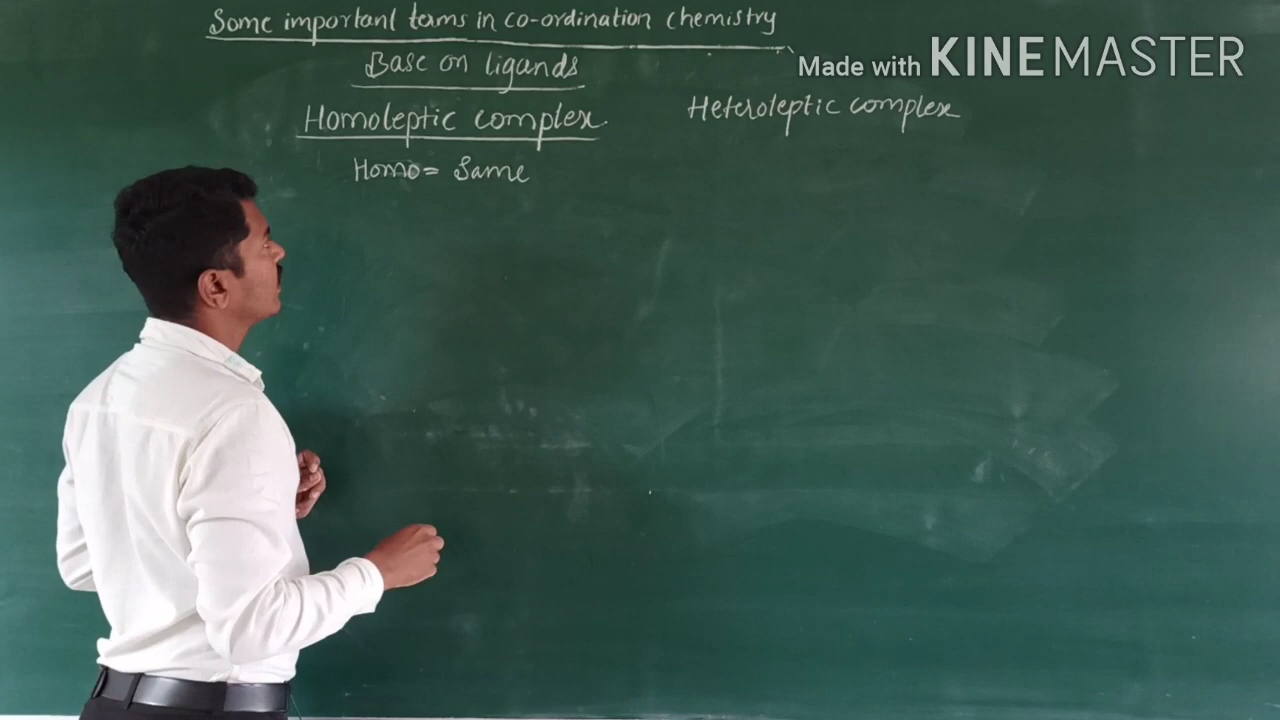 Some important terms in co-ordination chemistry
Base on ligands
Made with KINEMASTER
Homoleptic complex.
Heteroleptic complex
Homo = Same